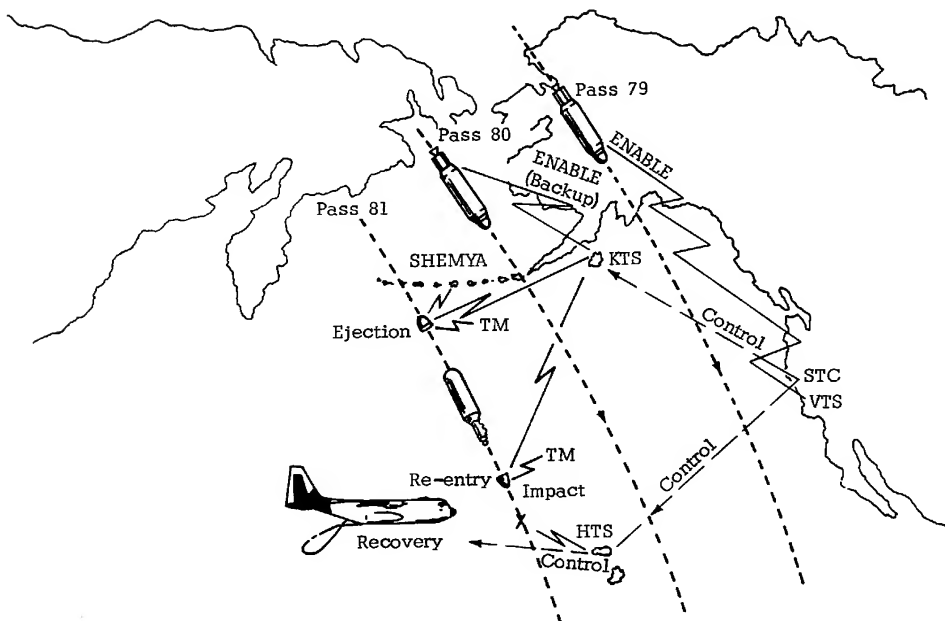 Pass 79
Pass 80
ENABLE
ENABLE
(Backup)
Pass 81
SHEMYA
KTS
Ejection
TM
Control
STC
VTS
TM
Re-entry
Impact
Control
HTS
Recovery
Control